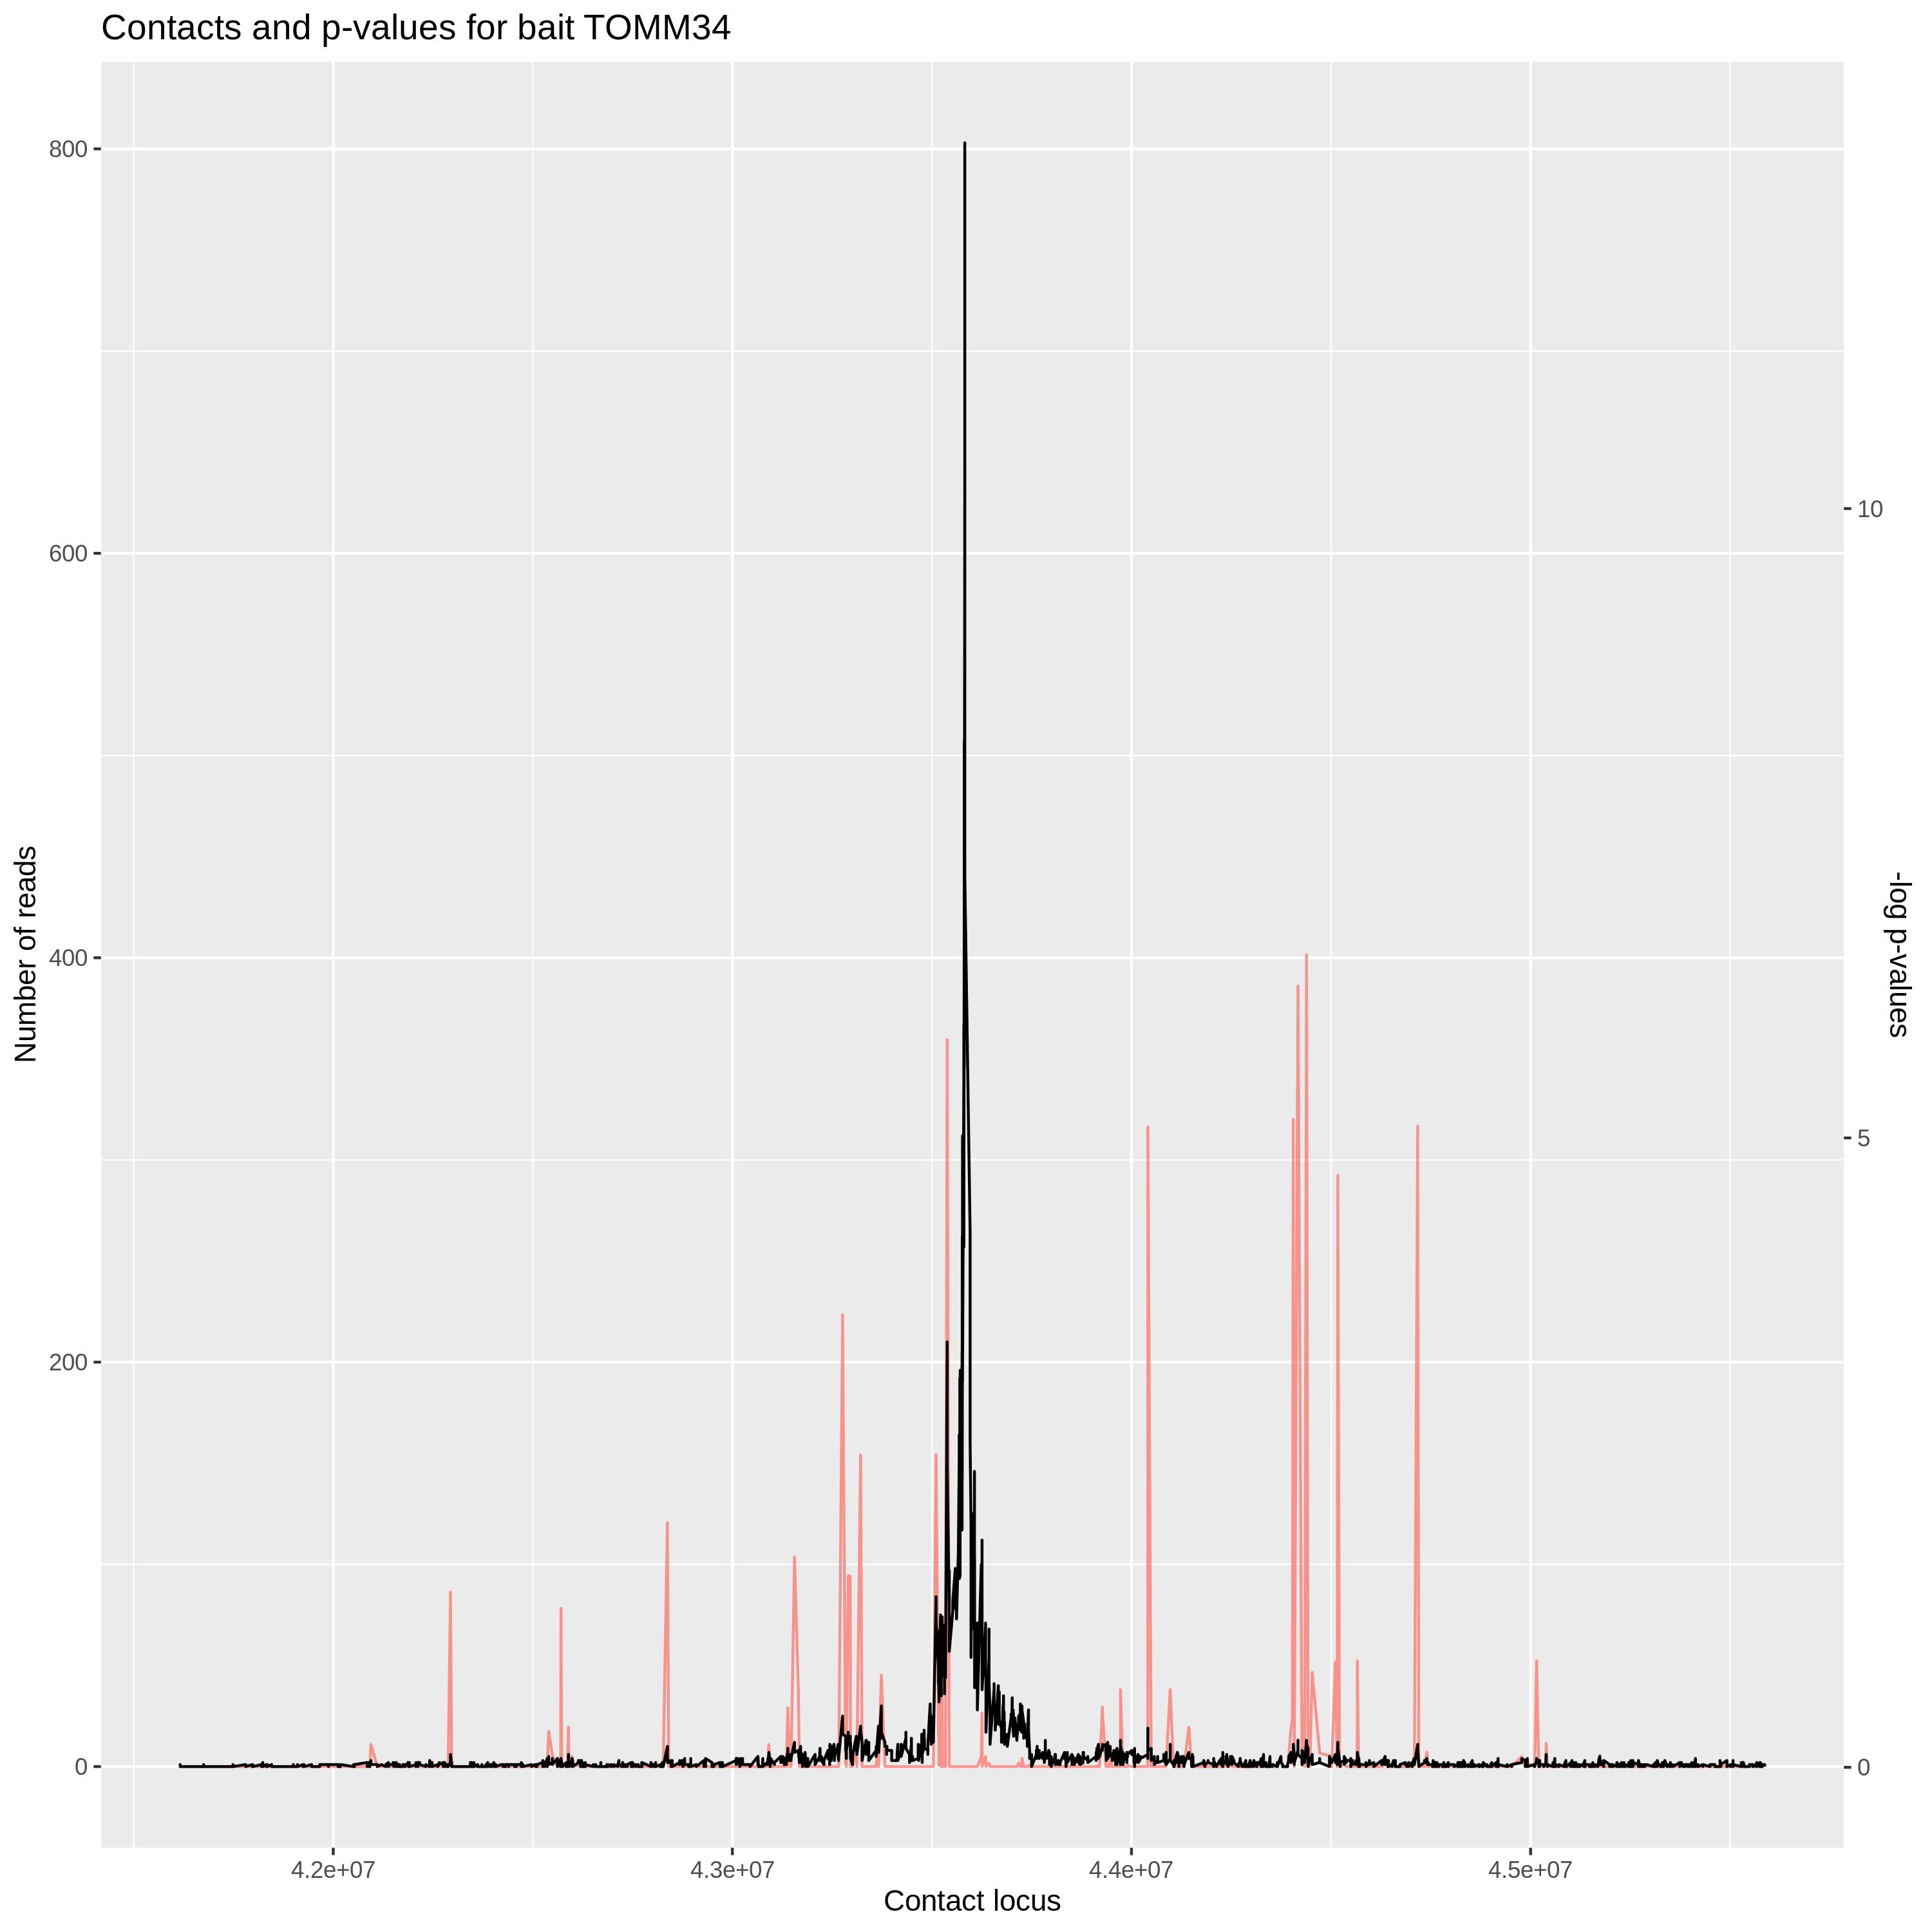 Contacts and p-values for bait TOMM34
800
600
400
200
0
10
5
0
Number of reads
-log p-values
4.2e+07
4.3e+07
4.4e+07
4.5e+07
Contact locus